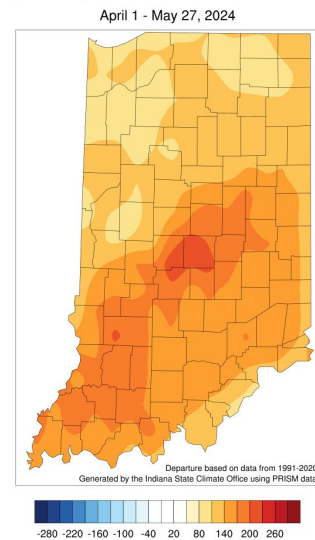 April 1 - May 27, 2024
Departure based on data from 1991-2020
Generated by the Indiana State Climate Office using PRISM data
-280 -220 -160 -100 -40 20 80 140 200 260